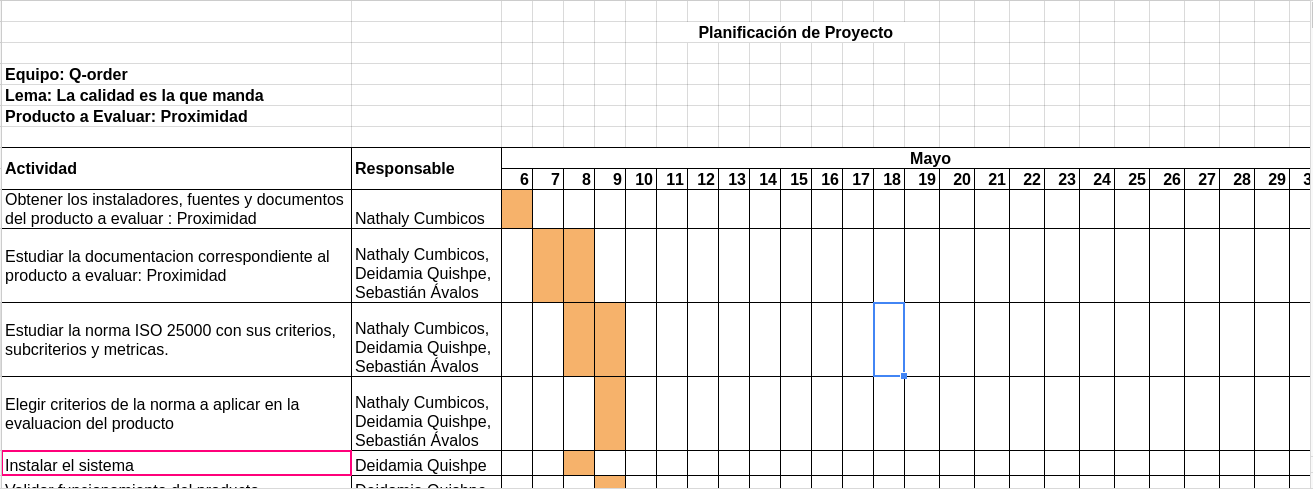 Planificación de Proyecto
Equipo: Q-order
Lema: La calidad es la que manda
Producto a Evaluar: Proximidad
Actividad
Responsable
Mayo
6 7 8 9 10 11 12 13 14 15 16 17 18 19 20 21 22 23 24 25 26 27 28 29
Obtener los instaladores, fuentes y documentos
del producto a evaluar : Proximidad
Nathaly Cumbicos
Estudiar la documentacion correspondiente al
producto a evaluar: Proximidad
Nathaly Cumbicos,
Deidamia Quishpe,
Sebastián Ávalos
Estudiar la norma ISO 25000 con sus criterios,
subcriterios y metricas.
Nathaly Cumbicos,
Deidamia Quishpe,
Sebastián Ávalos
Elegir criterios de la norma a aplicar en la
evaluacion del producto
Nathaly Cumbicos,
Deidamia Quishpe,
Sebastián Ávalos
Instalar el sistema
Deidamia Quishpe